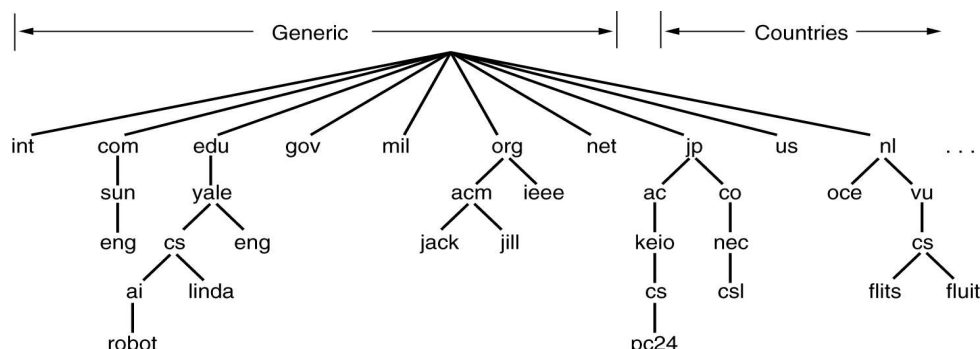 Generic Countries
int com edu gov mil org net jp us nl . . .
sun yale acm ieee ac co oce vu
eng cs eng jack jill keio nec cs
ai linda cs csl flits fluit
robot pc24